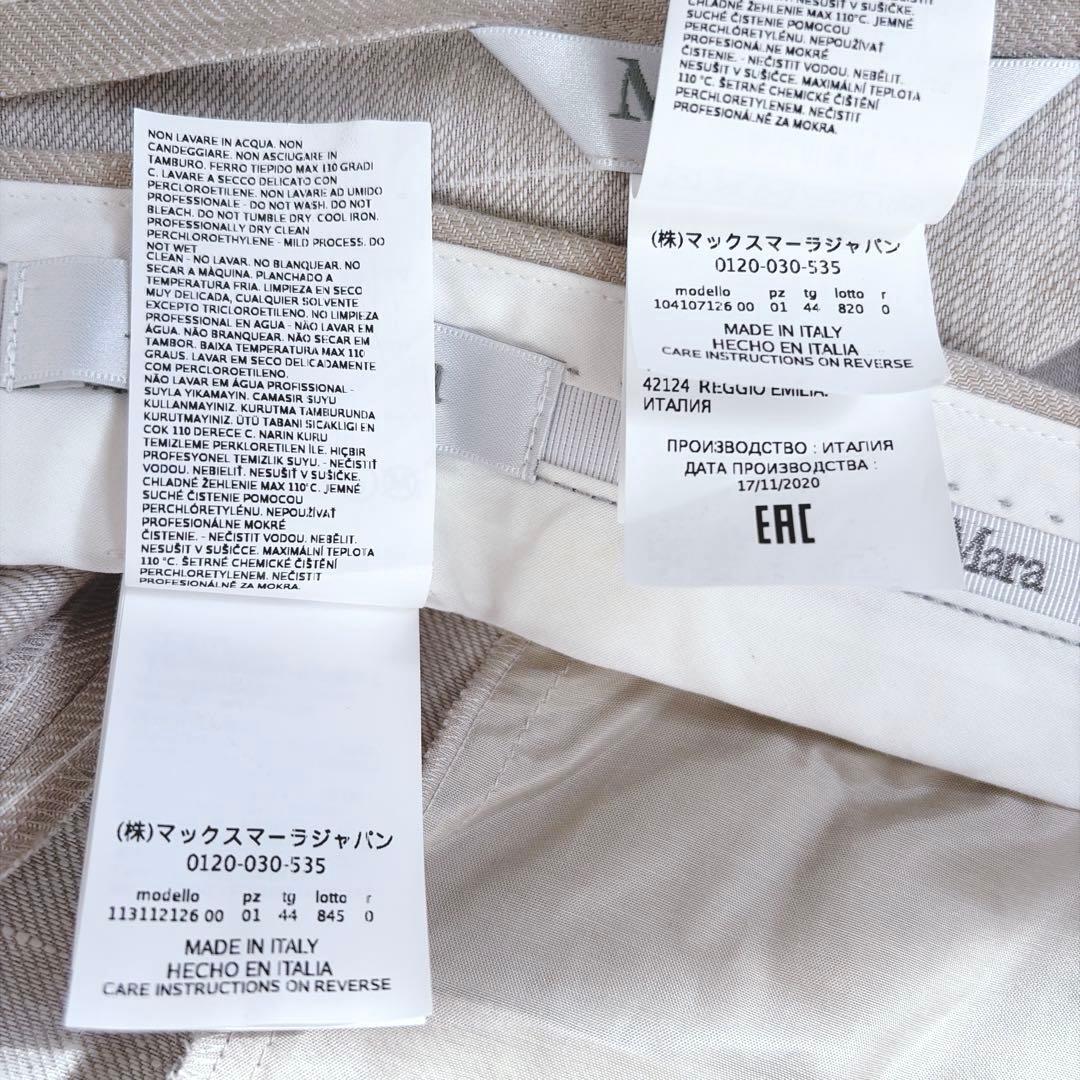 NON LAVARE IN ACQUA. NON
CANDEGGIARE. NON ASCIUGARE IN
TAMBURO. FERRO TIEPIDO MAX 110 GRADI
C. LAVARE A SECCO DELICATO CON
PERCLOROETILENE. NON LAVARE AD UMIDO
PROFESSIONALE - DO NOT WASH. DO NOT
BLEACH. DO NOT TUMBLE DRY. COOL IRON.
PROFESSIONALLY DRY CLEAN
PERCHLOROETHYLENE - MILD PROCESS. DO
NOT WET
CLEAN - NO LAVAR. NO BLANQUEAR. NO
SECAR A MÀQUINA. PLANCHADO A
TEMPERATURA FRIA. LIMPIEZA EN SECO
MUY DELICADA, CUALQUIER SOLVENTE
EXCEPTO TRICLOROETILENO. NO LIMPIEZA
PROFESSIONAL EN AGUA - NÃO LAVAR EM
ÁGUA. NÃO BRANQUEAR. NÃO SECAR EM
TAMBOR. BAIXA TEMPERATURA MAX 110
GRAUS. LAVAR EM SECO DELICADAMENTE
COM PERCLOROETILENO.
NÃO LAVAR EM ÁGUA PROFISSIONAL -
SUYLA YIKAMAYIN. CAMASIR SUYU
KULLANMAYINIZ. KURUTMA TAMBURUNDA
KURUTMAYINIZ. ÜTÜ TABANI SICAKLIGI EN
COK 110 DERECE C. NARIN KURU
TEMIZLEME PERKLORETILEN İLE. HIÇBIR
PROFESYONEL TEMIZLIK SUYU. - NEČISTIŤ
VODOU. NEBIELIŤ. NESUŠIŤ V SUŠIČKE.
CHLADNÉ ŽEHLENIE MAX 110°C. JEMNÉ
SUCHÉ ČISTENIE POMOCOU
PERCHLÓRETYLÉNU. NEPOUŽÍVAŤ
PROFESIONÁLNE MOKRÉ
ČISTENIE. - NEČISTIT VODOU. NEBĚLIT.
NESUŠIT V SUŠIČCE. MAXIMÁLNÍ TEPLOTA
110 °C. ŠETRNÉ CHEMICKÉ ČIŠTĚNÍ
PERCHLORETYLENEM. NEČISTIT
PROFESIONÁLNĚ ZA MOKRA.
(株)マックスマーラジャパン
0120-030-535
modello pz tg lotto r
113112126 00 01 44 845 0
MADE IN ITALY
HECHO EN ITALIA
CARE INSTRUCTIONS ON REVERSE
M
NESUŠIŤ V SUŠIČKE.
CHLADNÉ ŽEHLENIE MAX 110°C. JEMNÉ
SUCHÉ ČISTENIE POMOCOU
PERCHLÓRETYLÉNU. NEPOUŽÍVAŤ
PROFESIONÁLNE MOKRÉ
ČISTENIE. - NEČISTIT VODOU. NEBĚLIT.
NESUŠIT V SUŠIČCE. MAXIMÁLNÍ TEPLOTA
110 °C. ŠETRNÉ CHEMICKÉ ČIŠTĚNÍ
PERCHLORETYLENEM. NEČISTIT
PROFESIONÁLNĚ ZA MOKRA.
(株)マックスマーラジャパン
0120-030-535
modello pz tg lotto r
104107126 00 01 44 820 0
MADE IN ITALY
HECHO EN ITALIA
CARE INSTRUCTIONS ON REVERSE
42124 REGGIO EMILIA.
ИТАЛИЯ
ПРОИЗВОДСТВО : ИТАЛИЯ
ДАТА ПРОИЗВОДСТВА :
17/11/2020
EAC
Mara